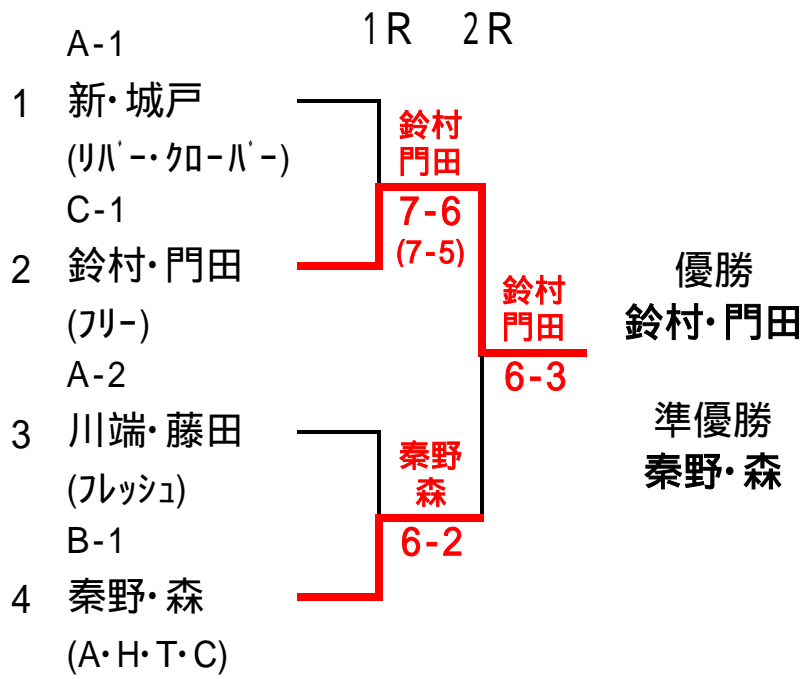 1R 2R
A-1
1 新・城戸
(ﾘﾊﾞｰ・ｸﾛｰﾊﾞｰ)
C-1
2 鈴村・門田
(ﾌﾘｰ)
A-2
3 川端・藤田
(ﾌﾚｯｼｭ)
B-1
4 秦野・森
(A・H・T・C)
鈴村
門田
7-6
(7-5)
秦野
森
6-2
鈴村
門田
6-3
優勝
鈴村・門田
準優勝
秦野・森